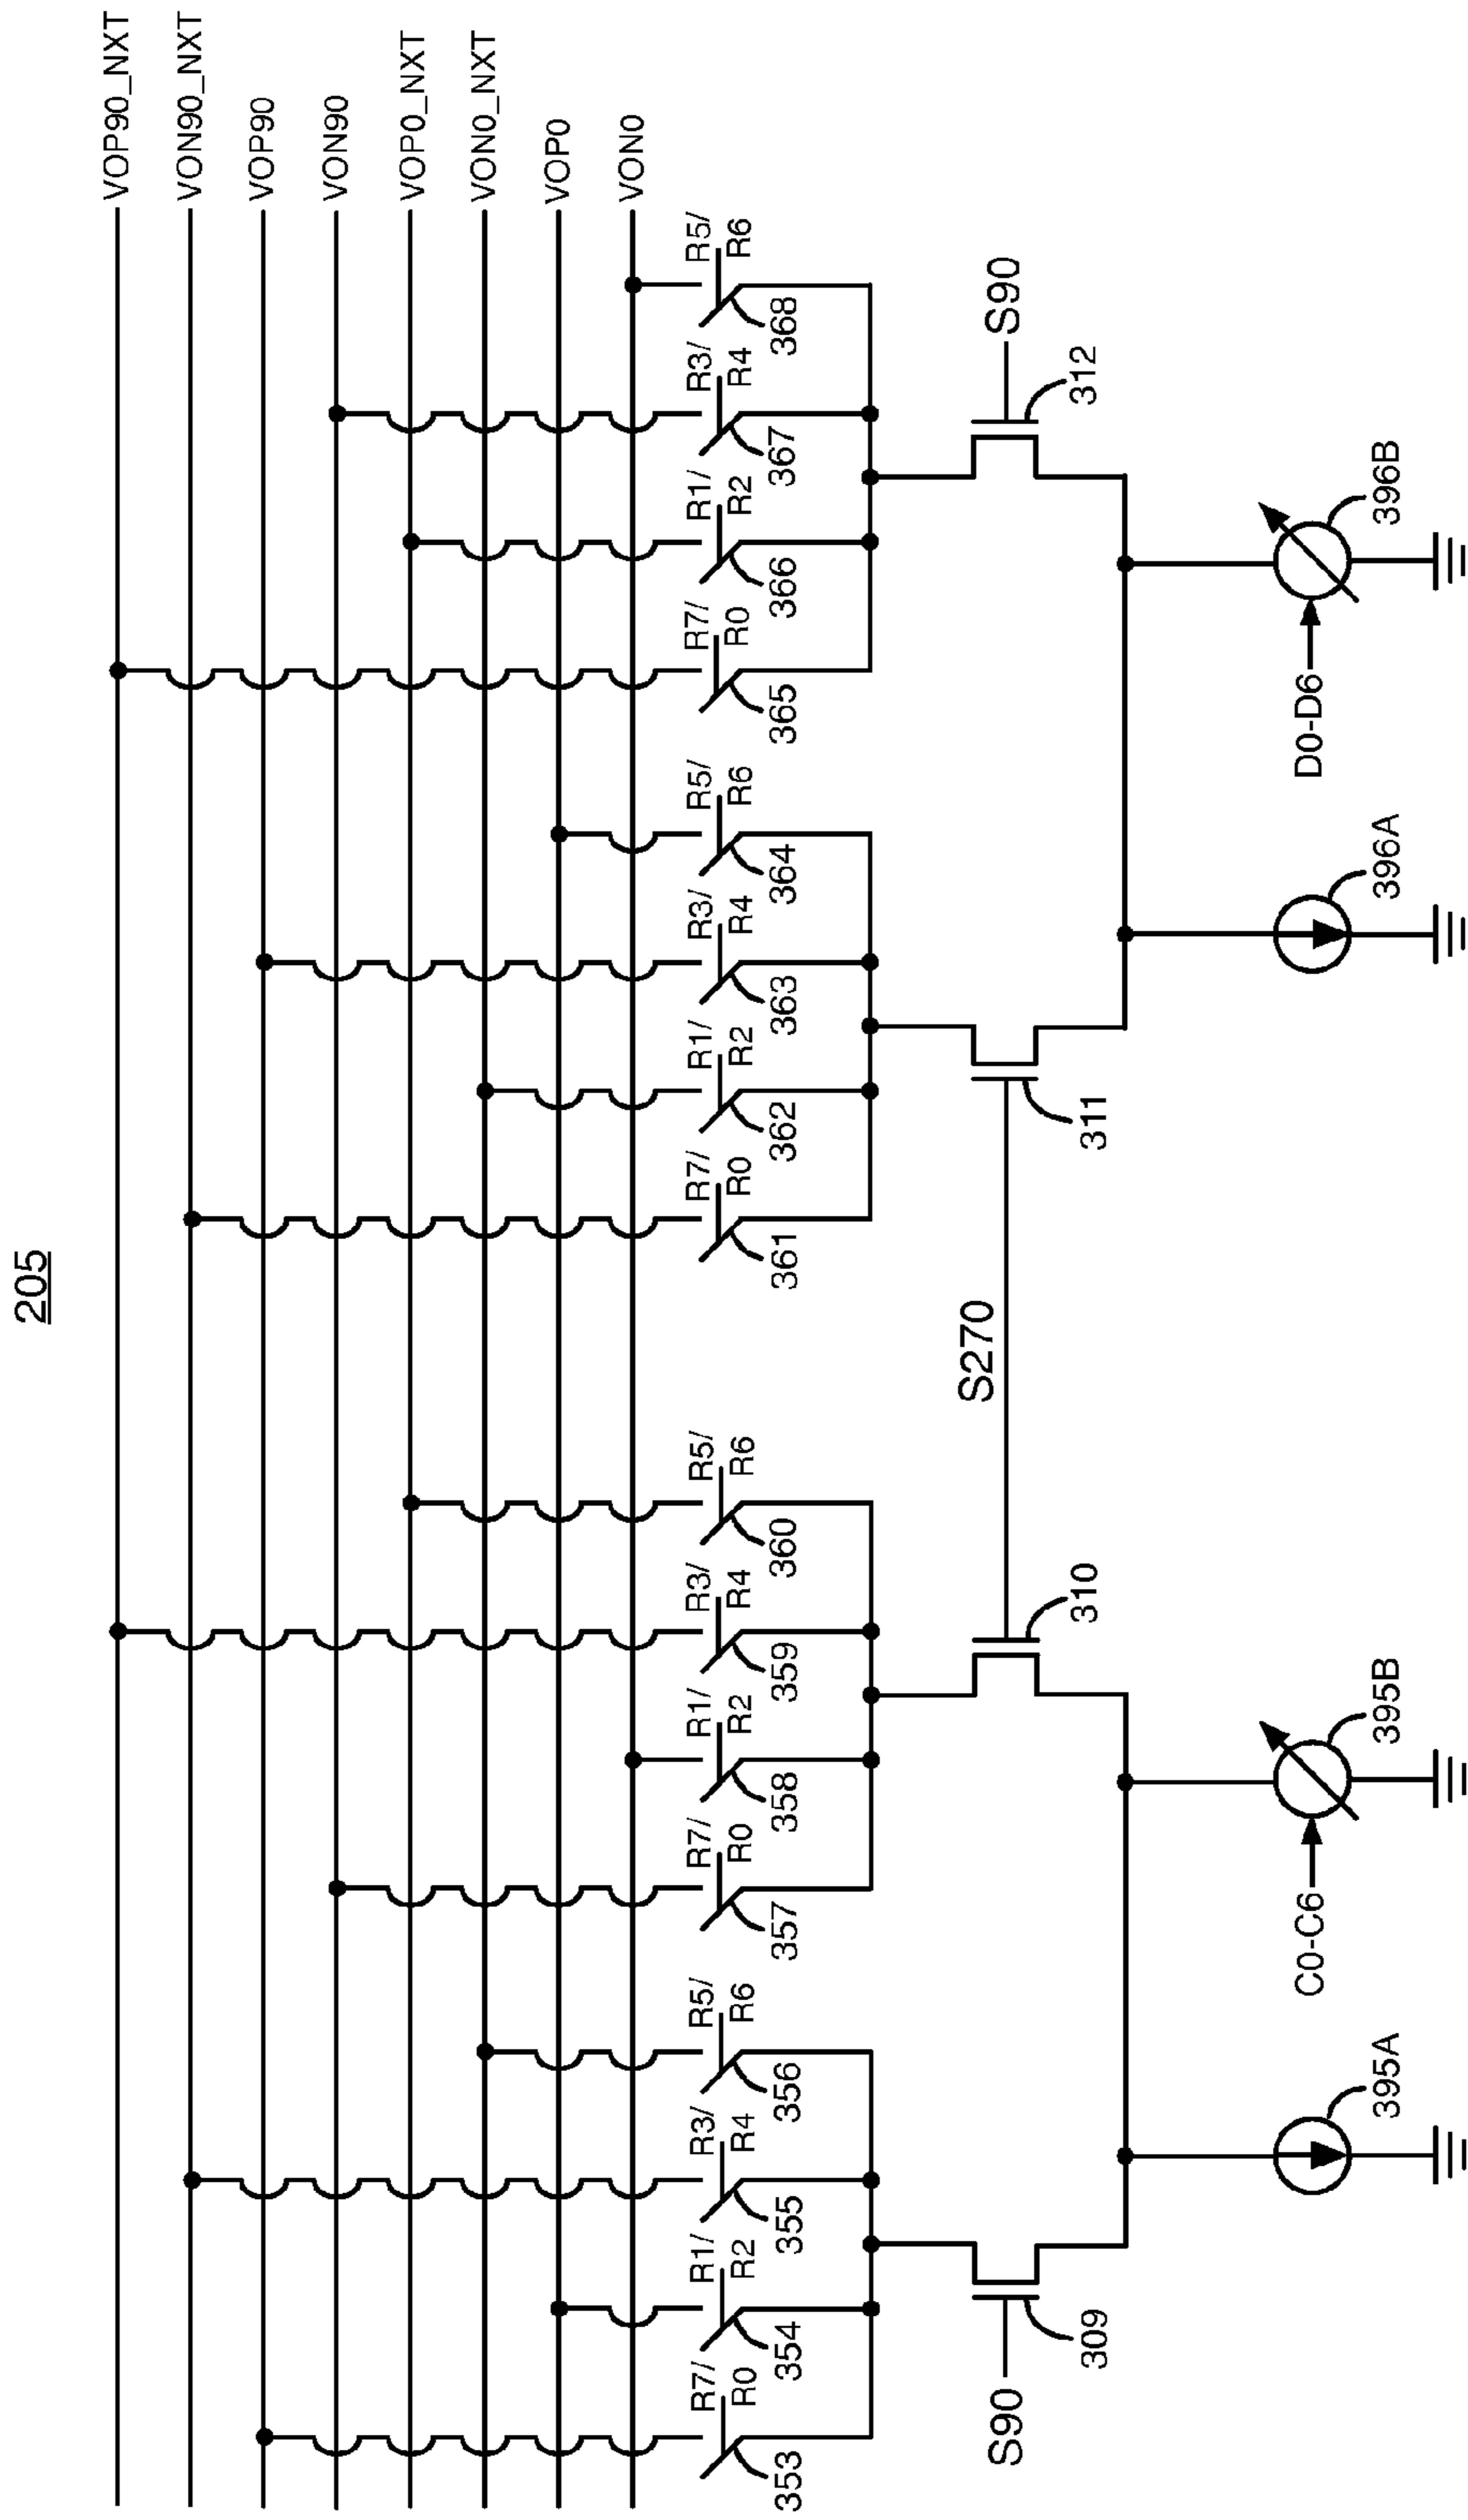 205
VOP90_NXT
VON90_NXT
VOP90
VON90
VOP0_NXT
VON0_NXT
VOP0
VON0
R7/
R0
353
R1/
R2
354
R3/
R4
355
R5/
R6
356
R7/
R0
357
R1/
R2
358
R3/
R4
359
R5/
R6
360
R7/
R0
361
R1/
R2
362
R3/
R4
363
R5/
R6
364
R7/
R0
365
R1/
R2
366
R3/
R4
367
R5/
R6
368
S90
309
S270
310
311
S90
312
395A
C0-C6
395B
396A
D0-D6
396B